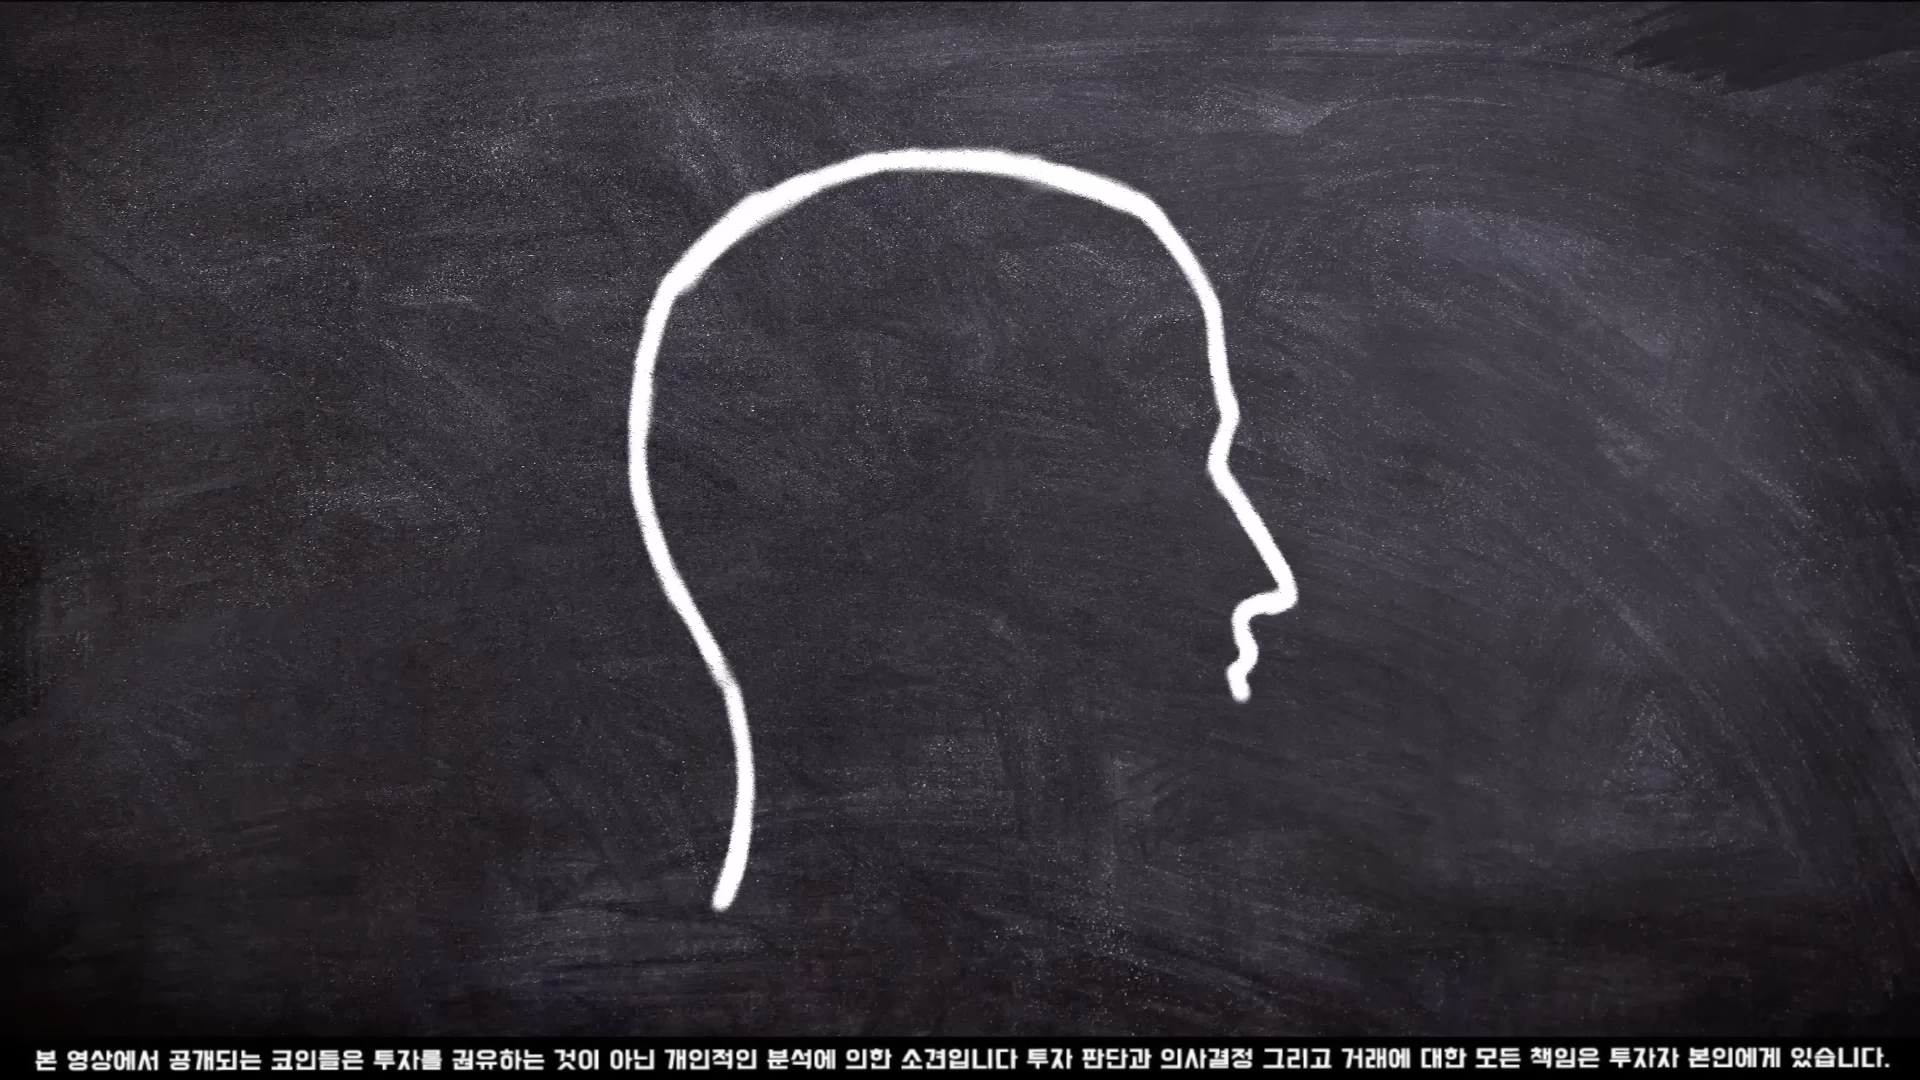 본 영상에서 공개되는 코인들은 투자를 권유하는 것이 아닌 개인적인 분석에 의한 소견입니다 투자 판단과 의사결정 그리고 거래에 대한 모든 책임은 투자자 본인에게 있습니다.